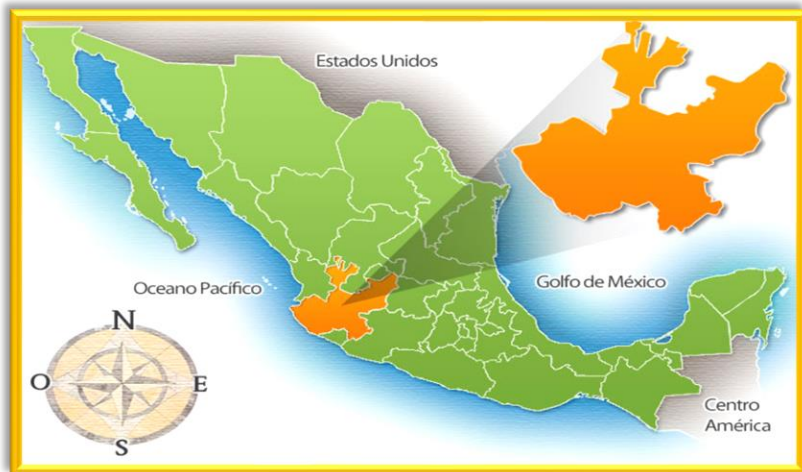 Estados Unidos
Oceano Pacífico
Golfo de México
N
O
E
S
Centro
América